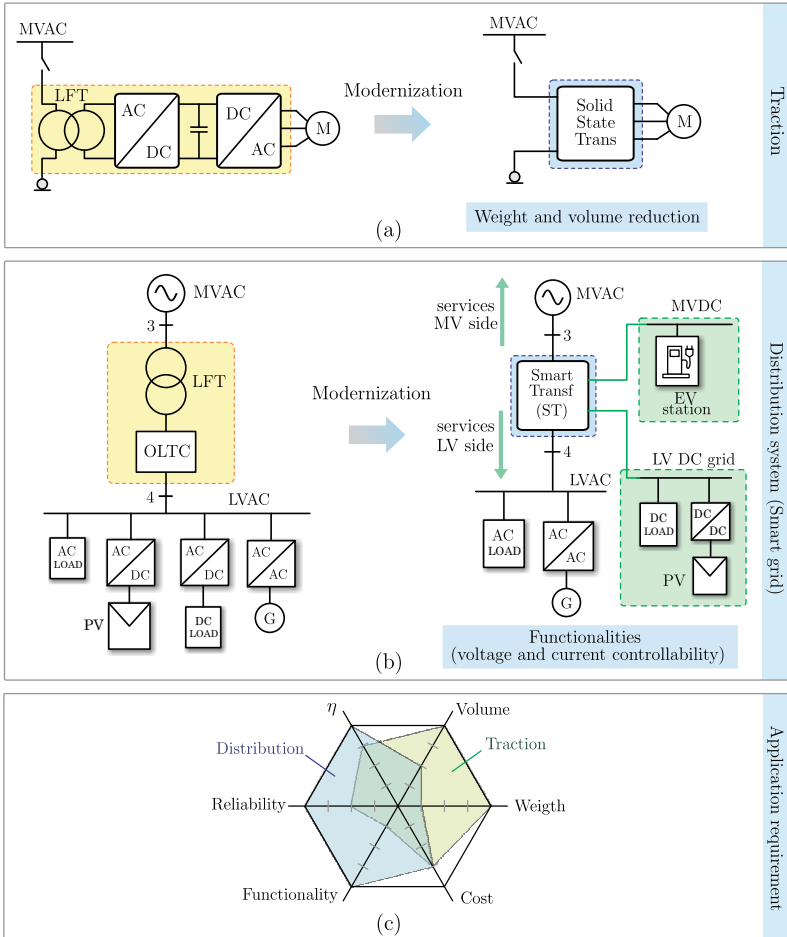 MVAC
LFT
AC
DC
DC
AC
M
Modernization
MVAC
Solid
State
Trans
M
Weight and volume reduction
(a)
Traction
MVAC
3
LFT
OLTC
4
LVAC
AC
LOAD
AC
DC
PV
AC
DC
DC
LOAD
AC
AC
G
Modernization
services
MV side
MVAC
3
Smart
Transf
(ST)
services
LV side
4
LVAC
AC
LOAD
AC
AC
G
MVDC
EV
station
LV DC grid
DC
LOAD
DC
DC
PV
Functionalities
(voltage and current controllability)
(b)
Distribution system (Smart grid)
η
Volume
Distribution
Traction
Reliability
Weigth
Functionality
Cost
(c)
Application requirement